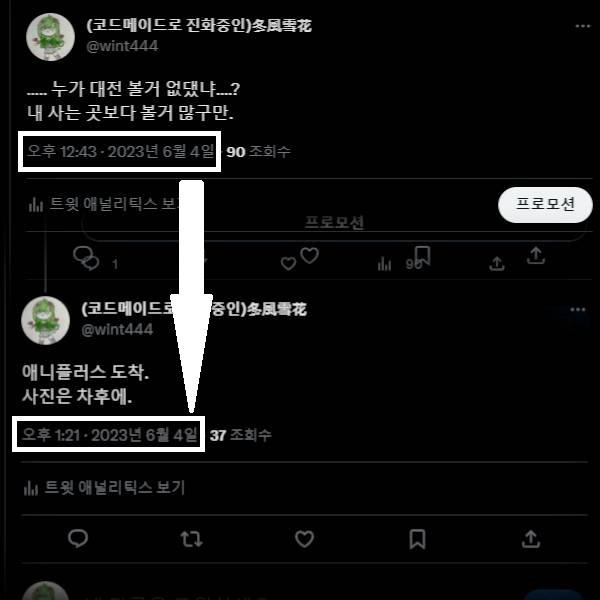 (코드메이드로 진화중인)冬風雪花
@wint444
..... 누가 대전 볼거 없댔냐....?
내 사는 곳보다 볼거 많구만.
오후 12:43 · 2023년 6월 4일 · 90 조회수
트윗 애널리틱스 보기
프로모션
프로모션
1
90
(코드메이드로 진화중인)冬風雪花
@wint444
애니플러스 도착.
사진은 차후에.
오후 1:21 · 2023년 6월 4일 37 조회수
트윗 애널리틱스 보기